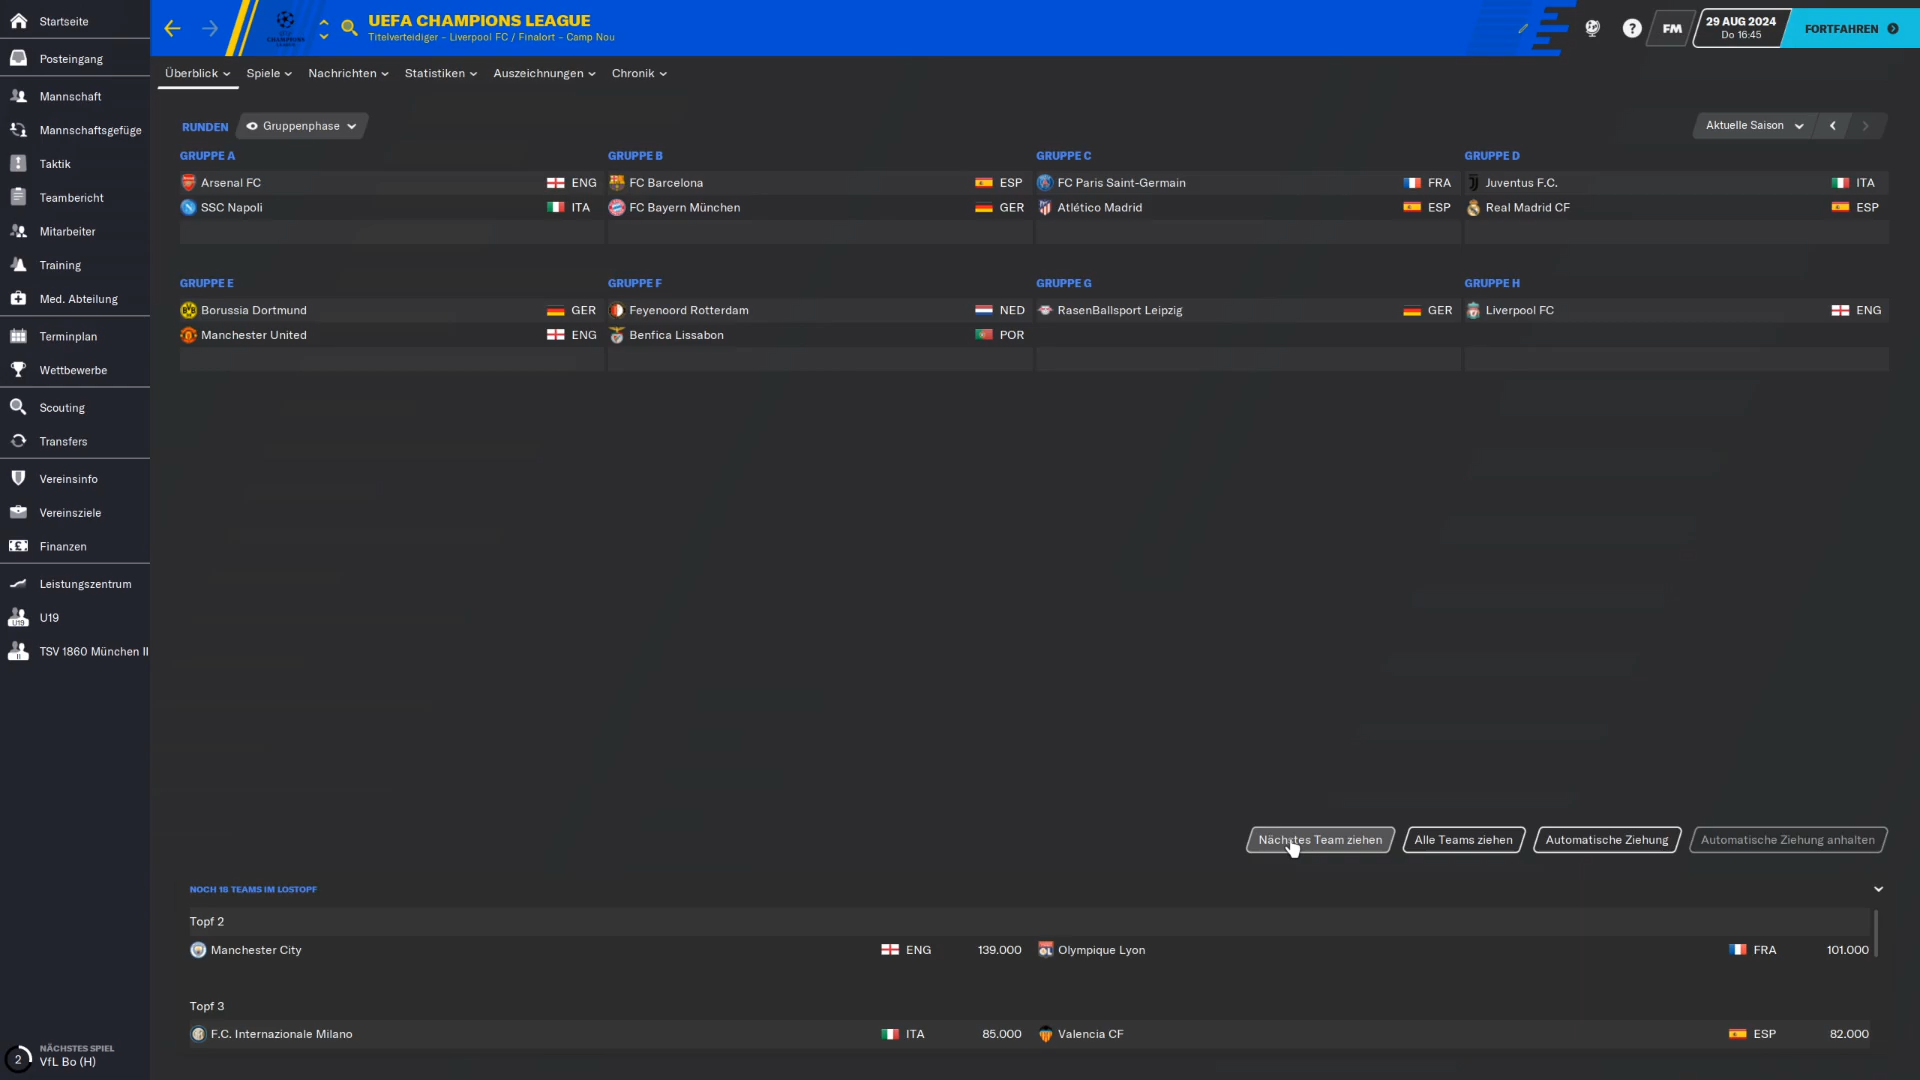 Startseite
Posteingang
Mannschaft
Mannschaftsgefüge
Taktik
Teambericht
Mitarbeiter
Training
Med. Abteilung
Terminplan
Wettbewerbe
Scouting
Transfers
Vereinsinfo
Vereinsziele
Finanzen
Leistungszentrum
U19
TSV 1860 München II
2
NÄCHSTES SPIEL
VfL Bo (H)
UEFA CHAMPIONS LEAGUE
Titelverteidiger - Liverpool FC / Finalort - Camp Nou
FM
29 AUG 2024
Do 16:45
FORTFAHREN
Überblick
Spiele
Nachrichten
Statistiken
Auszeichnungen
Chronik
RUNDEN
Gruppenphase
Aktuelle Saison
GRUPPE A
Arsenal FC ENG
SSC Napoli ITA
GRUPPE B
FC Barcelona ESP
FC Bayern München GER
GRUPPE C
FC Paris Saint-Germain FRA
Atlético Madrid ESP
GRUPPE D
Juventus F.C. ITA
Real Madrid CF ESP
GRUPPE E
Borussia Dortmund GER
Manchester United ENG
GRUPPE F
Feyenoord Rotterdam NED
Benfica Lissabon POR
GRUPPE G
RasenBallsport Leipzig GER
GRUPPE H
Liverpool FC ENG
Nächstes Team ziehen
Alle Teams ziehen
Automatische Ziehung
Automatische Ziehung anhalten
NOCH 18 TEAMS IM LOSTOPF
Topf 2
Manchester City ENG 139.000
Olympique Lyon FRA 101.000
Topf 3
F.C. Internazionale Milano ITA 85.000
Valencia CF ESP 82.000